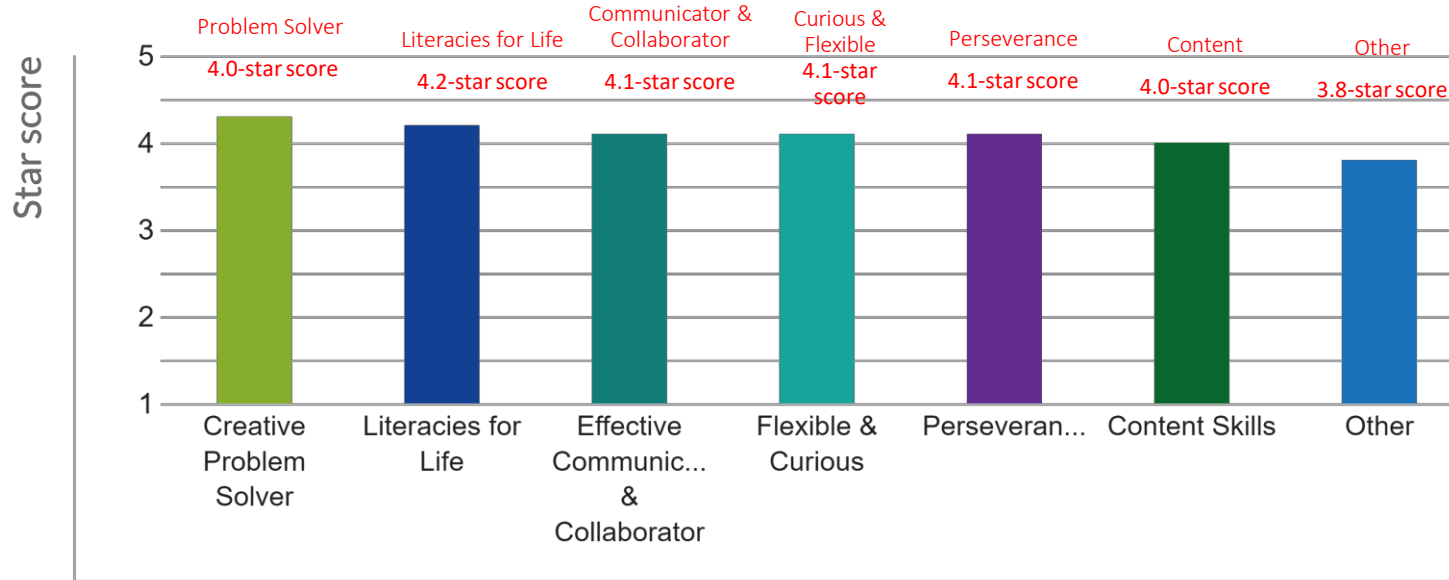 Problem Solver
4.0-star score
Literacies for Life
4.2-star score
Communicator &
Collaborator
4.1-star score
Curious &
Flexible
4.1-star
score
Perseverance
4.1-star score
Content
4.0-star score
Other
3.8-star score
Star score
5
4
3
2
1
Creative
Problem
Solver
Literacies for
Life
Effective
Communic...
&
Collaborator
Flexible &
Curious
Perseveran...
Content Skills
Other